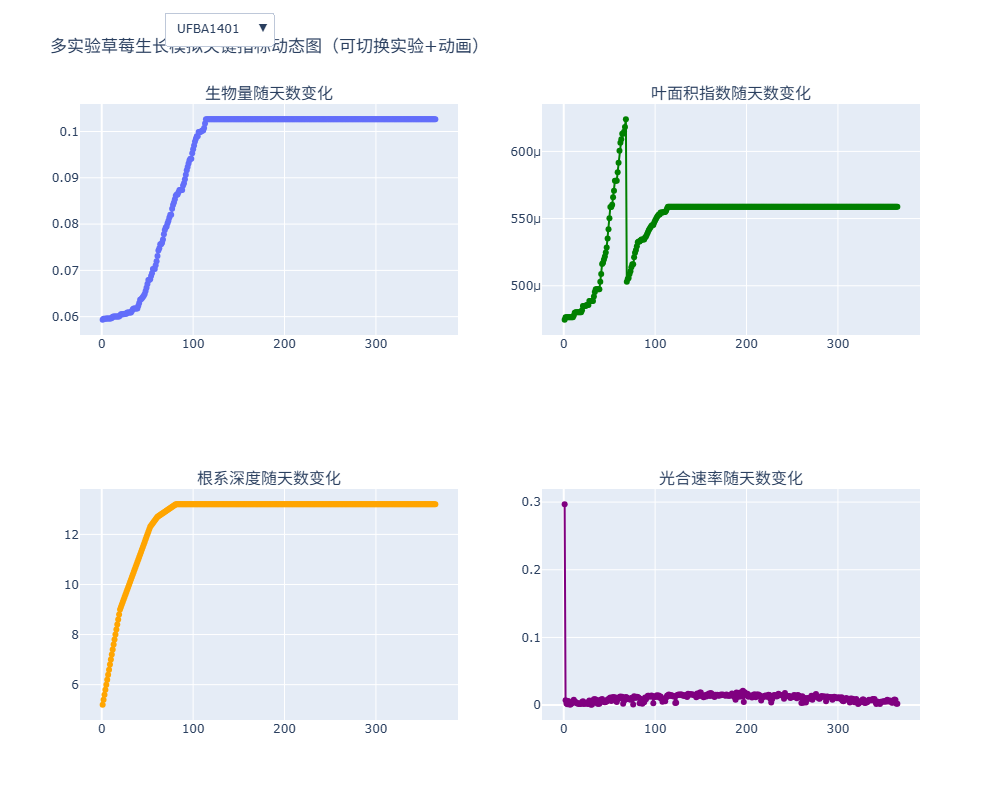 UFBA1401 ▼
多实验草莓生长模拟关键指标动态图（可切换实验+动画）
生物量随天数变化
叶面积指数随天数变化
0.1
0.09
0.08
0.07
0.06
0 100 200 300
600μ
550μ
500μ
0 100 200 300
根系深度随天数变化
光合速率随天数变化
12
10
8
6
0 100 200 300
0.3
0.2
0.1
0
0 100 200 300